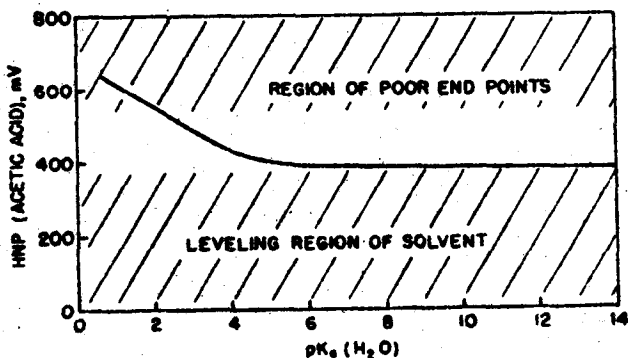 800
600
400
200
0
HNP (ACETIC ACID), mV
REGION OF POOR END POINTS
LEVELING REGION OF SOLVENT
0 2 4 6 8 10 12 14
pKa (H2O)